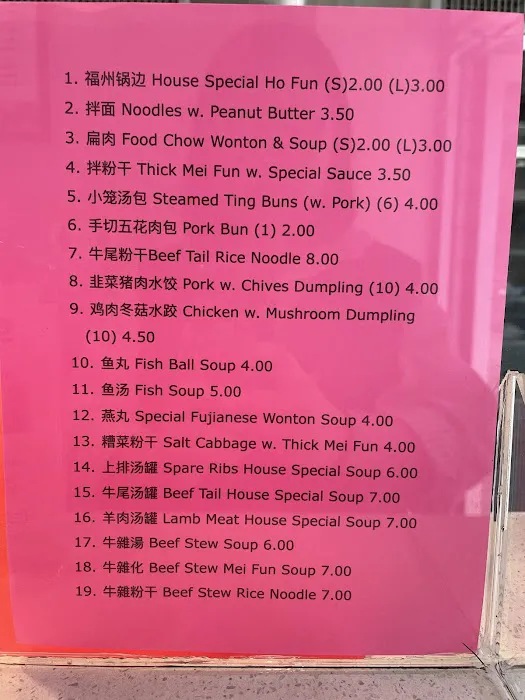 1. 福州锅边 House Special Ho Fun (S)2.00 (L)3.00
2. 拌面 Noodles w. Peanut Butter 3.50
3. 扁肉 Food Chow Wonton & Soup (S)2.00 (L)3.00
4. 拌粉干 Thick Mei Fun w. Special Sauce 3.50
5. 小笼汤包 Steamed Ting Buns (w. Pork) (6) 4.00
6. 手切五花肉包 Pork Bun (1) 2.00
7. 牛尾粉干Beef Tail Rice Noodle 8.00
8. 韭菜猪肉水饺 Pork w. Chives Dumpling (10) 4.00
9. 鸡肉冬菇水跤 Chicken w. Mushroom Dumpling
(10) 4.50
10. 鱼丸 Fish Ball Soup 4.00
11. 鱼汤 Fish Soup 5.00
12. 燕丸 Special Fujianese Wonton Soup 4.00
13. 糟菜粉干 Salt Cabbage w. Thick Mei Fun 4.00
14. 上排汤罐 Spare Ribs House Special Soup 6.00
15. 牛尾汤罐 Beef Tail House Special Soup 7.00
16. 羊肉汤罐 Lamb Meat House Special Soup 7.00
17. 牛雜湯 Beef Stew Soup 6.00
18. 牛雜化 Beef Stew Mei Fun Soup 7.00
19. 牛雜粉干 Beef Stew Rice Noodle 7.00